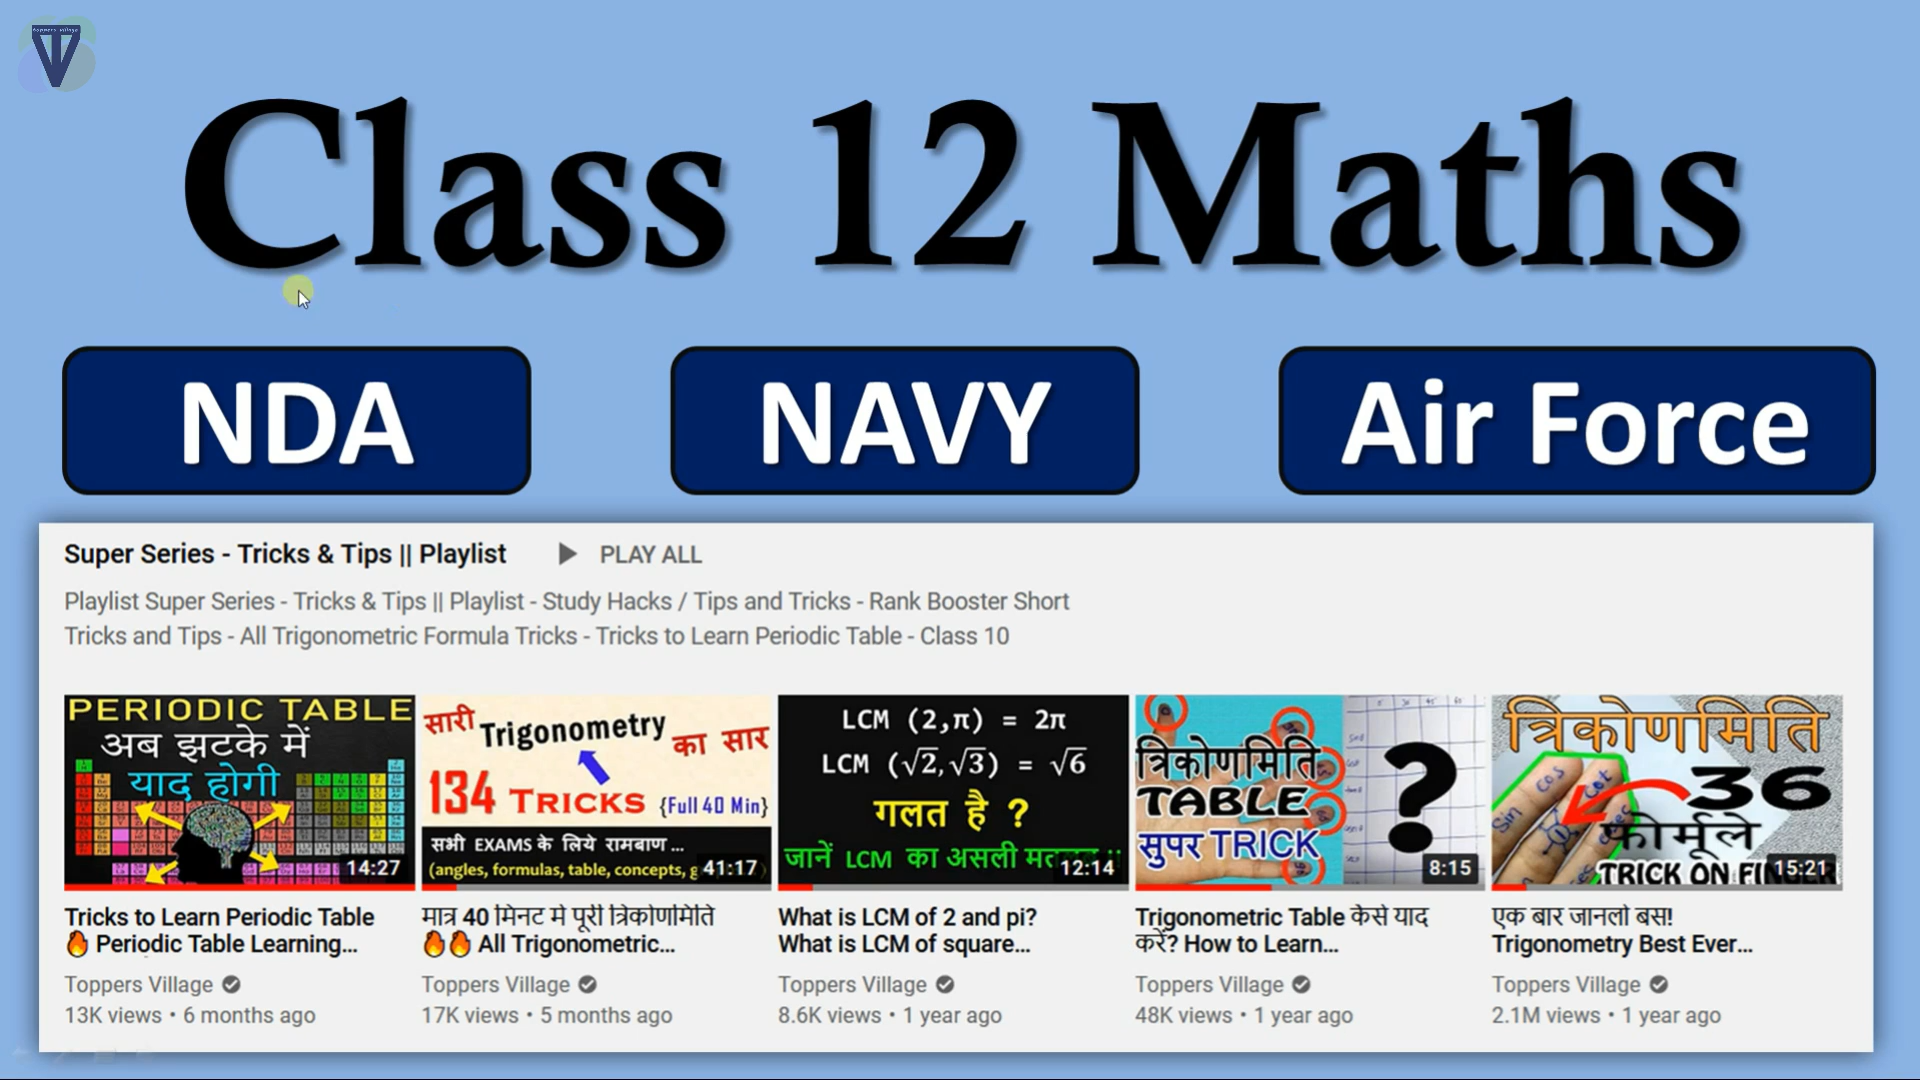 toppers village
Class 12 Maths
NDA
NAVY
Air Force
Super Series - Tricks & Tips || Playlist
PLAY ALL
Playlist Super Series - Tricks & Tips || Playlist - Study Hacks / Tips and Tricks - Rank Booster Short
Tricks and Tips - All Trigonometric Formula Tricks - Tricks to Learn Periodic Table - Class 10
PERIODIC TABLE
अब झटके में
याद होगी
14:27
सारी Trigonometry का सार
134 TRICKS {Full 40 Min}
सभी EXAMS के लिये रामबाण ...
(angles, formulas, table, concepts,
41:17
LCM (2,π) = 2π
LCM (√2,√3) = √6
गलत है ?
जानें LCM का असली
12:14
त्रिकोणमिति
TABLE
सुपर TRICK
?
8:15
त्रिकोणमिति
sin cos cot
36
फोर्मूले
TRICK ON FINGER
15:21
Tricks to Learn Periodic Table
🔥 Periodic Table Learning...
Toppers Village
13K views • 6 months ago
मात्र 40 मिनट में पूरी त्रिकोणमिति
🔥🔥 All Trigonometric...
Toppers Village
17K views • 5 months ago
What is LCM of 2 and pi?
What is LCM of square...
Toppers Village
8.6K views • 1 year ago
Trigonometric Table कैसे याद
करें? How to Learn...
Toppers Village
48K views • 1 year ago
एक बार जानलो बस!
Trigonometry Best Ever...
Toppers Village
2.1M views • 1 year ago